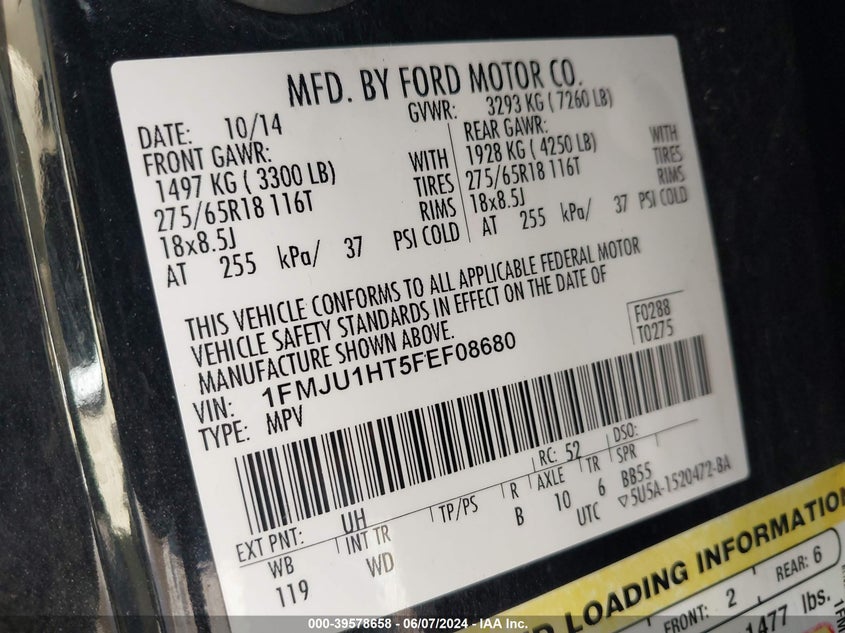 MFD. BY FORD MOTOR CO.
DATE: 10/14
GVWR: 3293 KG ( 7260 LB)
FRONT GAWR:
1497 KG ( 3300 LB)
WITH
275/65R18 116T
TIRES
18x8.5J
RIMS
AT 255 kPa/ 37 PSI COLD
REAR GAWR:
1928 KG ( 4250 LB)
WITH
275/65R18 116T
TIRES
18x8.5J
RIMS
AT 255 kPa/ 37 PSI COLD
THIS VEHICLE CONFORMS TO ALL APPLICABLE FEDERAL MOTOR
VEHICLE SAFETY STANDARDS IN EFFECT ON THE DATE OF
MANUFACTURE SHOWN ABOVE.
F0288
T0275
VIN: 1FMJU1HT5FEF08680
TYPE: MPV
EXT PNT: UH RC: 52 DSO:
WB INT TR TP/PS R AXLE TR SPR
119 WD B 10 6 BB55
UTC ▽5U5A-1520472-BA
LOADING INFORMATION
FRONT: 2 REAR: 6
1477 lbs.
000-39578658 - 06/07/2024 - IAA Inc.